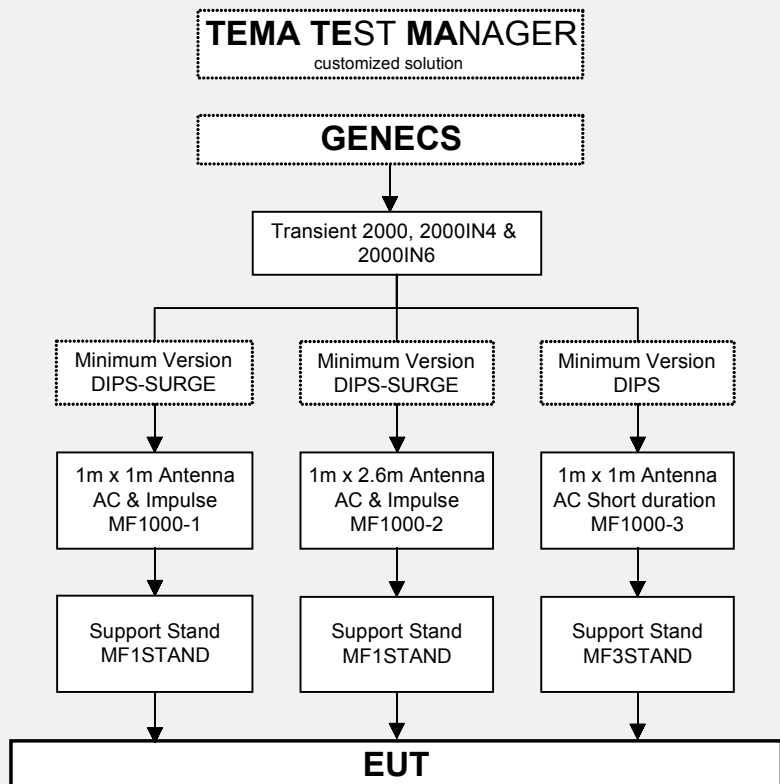 TEMA TEST MANAGER
customized solution
GENECS
Transient 2000, 2000IN4 &
2000IN6
Minimum Version
DIPS-SURGE
Minimum Version
DIPS-SURGE
Minimum Version
DIPS
1m x 1m Antenna
AC & Impulse
MF1000-1
1m x 2.6m Antenna
AC & Impulse
MF1000-2
1m x 1m Antenna
AC Short duration
MF1000-3
Support Stand
MF1STAND
Support Stand
MF1STAND
Support Stand
MF3STAND
EUT